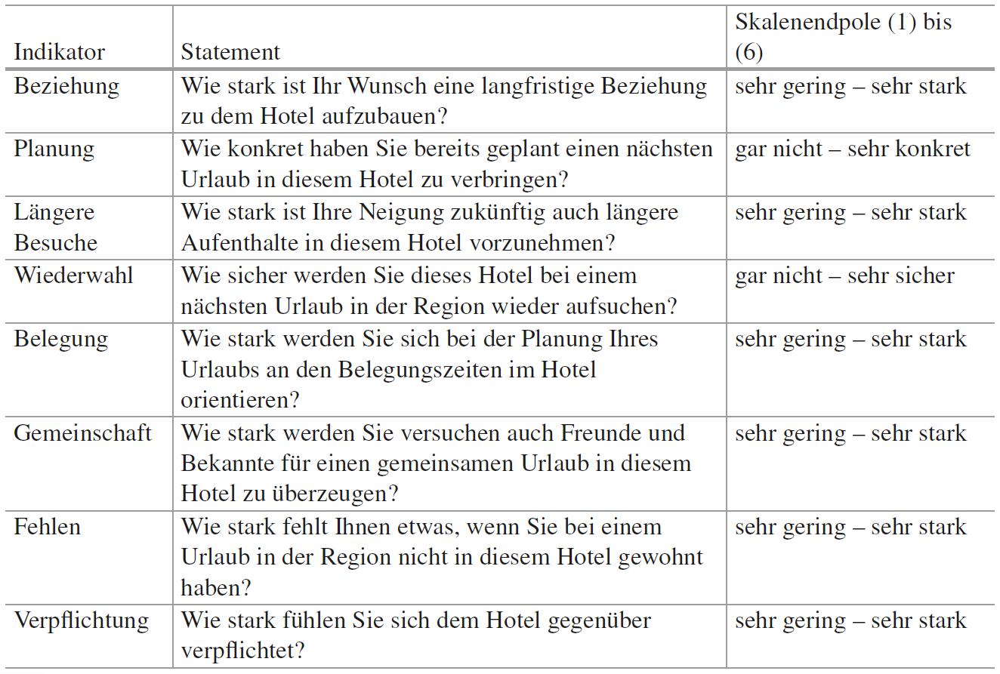 Indikator Statement Skalenendpole (1) bis (6)
Beziehung Wie stark ist Ihr Wunsch eine langfristige Beziehung sehr gering – sehr stark
zu dem Hotel aufzubauen?
Planung Wie konkret haben Sie bereits geplant einen nächsten gar nicht – sehr konkret
Urlaub in diesem Hotel zu verbringen?
Längere Wie stark ist Ihre Neigung zukünftig auch längere sehr gering – sehr stark
Besuche Aufenthalte in diesem Hotel vorzunehmen?
Wiederwahl Wie sicher werden Sie dieses Hotel bei einem gar nicht – sehr sicher
nächsten Urlaub in der Region wieder aufsuchen?
Belegung Wie stark werden Sie sich bei der Planung Ihres sehr gering – sehr stark
Urlaubs an den Belegungszeiten im Hotel
orientieren?
Gemeinschaft Wie stark werden Sie versuchen auch Freunde und sehr gering – sehr stark
Bekannte für einen gemeinsamen Urlaub in diesem
Hotel zu überzeugen?
Fehlen Wie stark fehlt Ihnen etwas, wenn Sie bei einem sehr gering – sehr stark
Urlaub in der Region nicht in diesem Hotel gewohnt
haben?
Verpflichtung Wie stark fühlen Sie sich dem Hotel gegenüber sehr gering – sehr stark
verpflichtet?